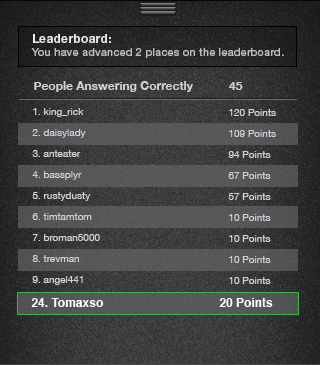 Leaderboard:
You have advanced 2 places on the leaderboard.
People Answering Correctly 45
1. king_rick 120 Points
2. daisylady 109 Points
3. anteater 94 Points
4. bassplyr 67 Points
5. rustydusty 57 Points
6. timtamtom 10 Points
7. broman5000 10 Points
8. trevman 10 Points
9. angel441 10 Points
24. Tomaxso 20 Points